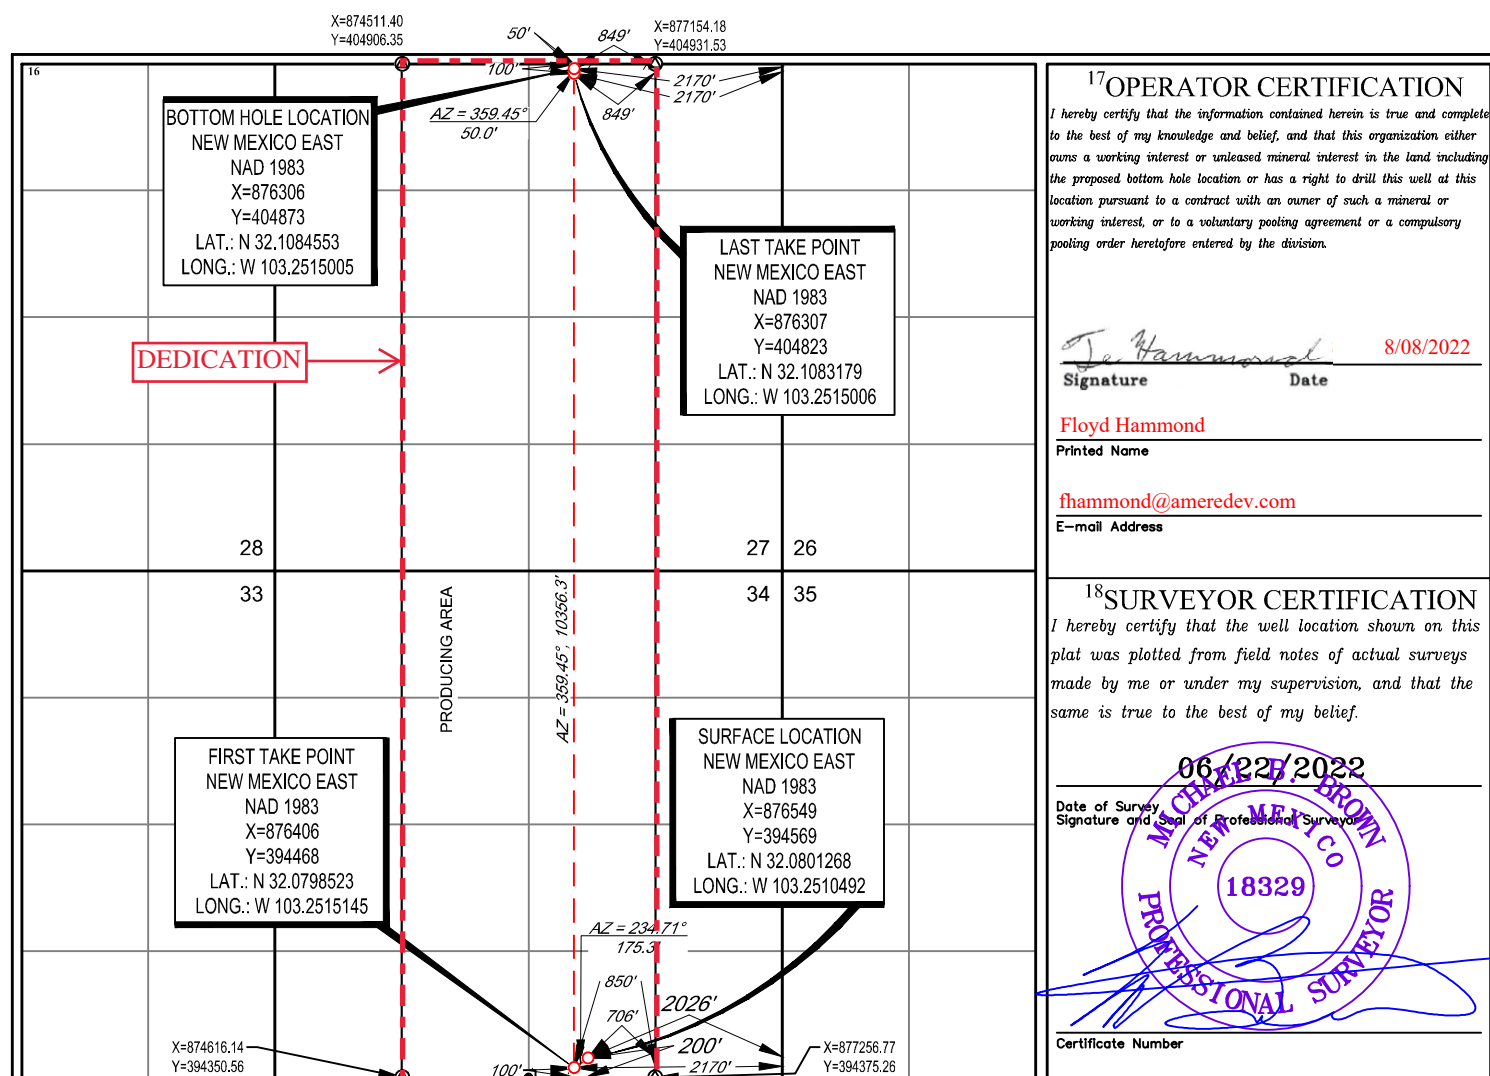 X=874511.40
Y=404906.35
50'
849'
X=877154.18
Y=404931.53
16
100'
2170'
2170'
849'
AZ = 359.45°
50.0'
BOTTOM HOLE LOCATION
NEW MEXICO EAST
NAD 1983
X=876306
Y=404873
LAT.: N 32.1084553
LONG.: W 103.2515005
LAST TAKE POINT
NEW MEXICO EAST
NAD 1983
X=876307
Y=404823
LAT.: N 32.1083179
LONG.: W 103.2515006
DEDICATION
28
27 26
33
34 35
PRODUCING AREA
AZ = 359.45°, 10356.3'
FIRST TAKE POINT
NEW MEXICO EAST
NAD 1983
X=876406
Y=394468
LAT.: N 32.0798523
LONG.: W 103.2515145
SURFACE LOCATION
NEW MEXICO EAST
NAD 1983
X=876549
Y=394569
LAT.: N 32.0801268
LONG.: W 103.2510492
AZ = 234.71°
175.3'
850'
2026'
706'
200'
2170'
100'
X=874616.14
Y=394350.56
X=877256.77
Y=394375.26
17 OPERATOR CERTIFICATION
I hereby certify that the information contained herein is true and complete
to the best of my knowledge and belief, and that this organization either
owns a working interest or unleased mineral interest in the land including
the proposed bottom hole location or has a right to drill this well at this
location pursuant to a contract with an owner of such a mineral or
working interest, or to a voluntary pooling agreement or a compulsory
pooling order heretofore entered by the division.
8/08/2022
Signature Date
Floyd Hammond
Printed Name
fhammond@ameredev.com
E-mail Address
18 SURVEYOR CERTIFICATION
I hereby certify that the well location shown on this
plat was plotted from field notes of actual surveys
made by me or under my supervision, and that the
same is true to the best of my belief.
06/22/2022
Date of Survey
Signature and Seal of Professional Surveyor
MICHAEL B. BROWN
NEW MEXICO
18329
PROFESSIONAL SURVEYOR
Certificate Number